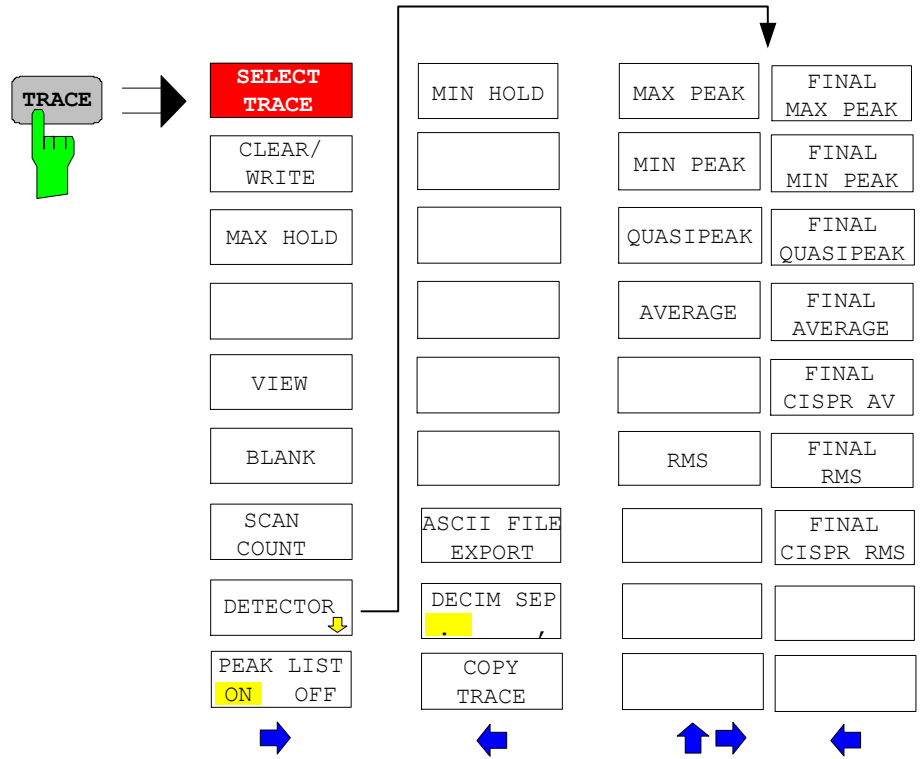 TRACE
SELECT
TRACE
CLEAR/
WRITE
MAX HOLD
VIEW
BLANK
SCAN
COUNT
DETECTOR
PEAK LIST
ON OFF
MIN HOLD
ASCII FILE
EXPORT
DECIM SEP
. ,
COPY
TRACE
MAX PEAK
MIN PEAK
QUASIPEAK
AVERAGE
RMS
FINAL
MAX PEAK
FINAL
MIN PEAK
FINAL
QUASIPEAK
FINAL
AVERAGE
FINAL
CISPR AV
FINAL
RMS
FINAL
CISPR RMS